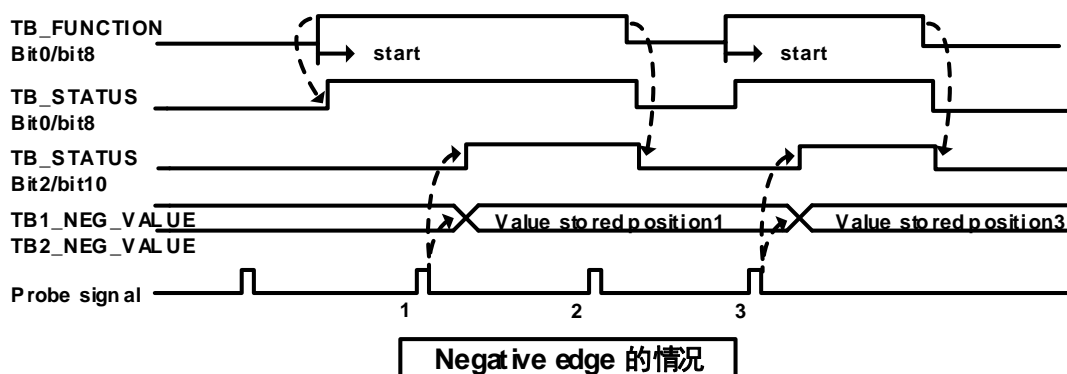 TB_FUNCTION
Bit0/bit8
start
start
TB_STATUS
Bit0/bit8
TB_STATUS
Bit2/bit10
TB1_NEG_VALUE
TB2_NEG_VALUE
Value stored position1
Value stored position3
Probe signal
1
2
3
Negative edge 的情况